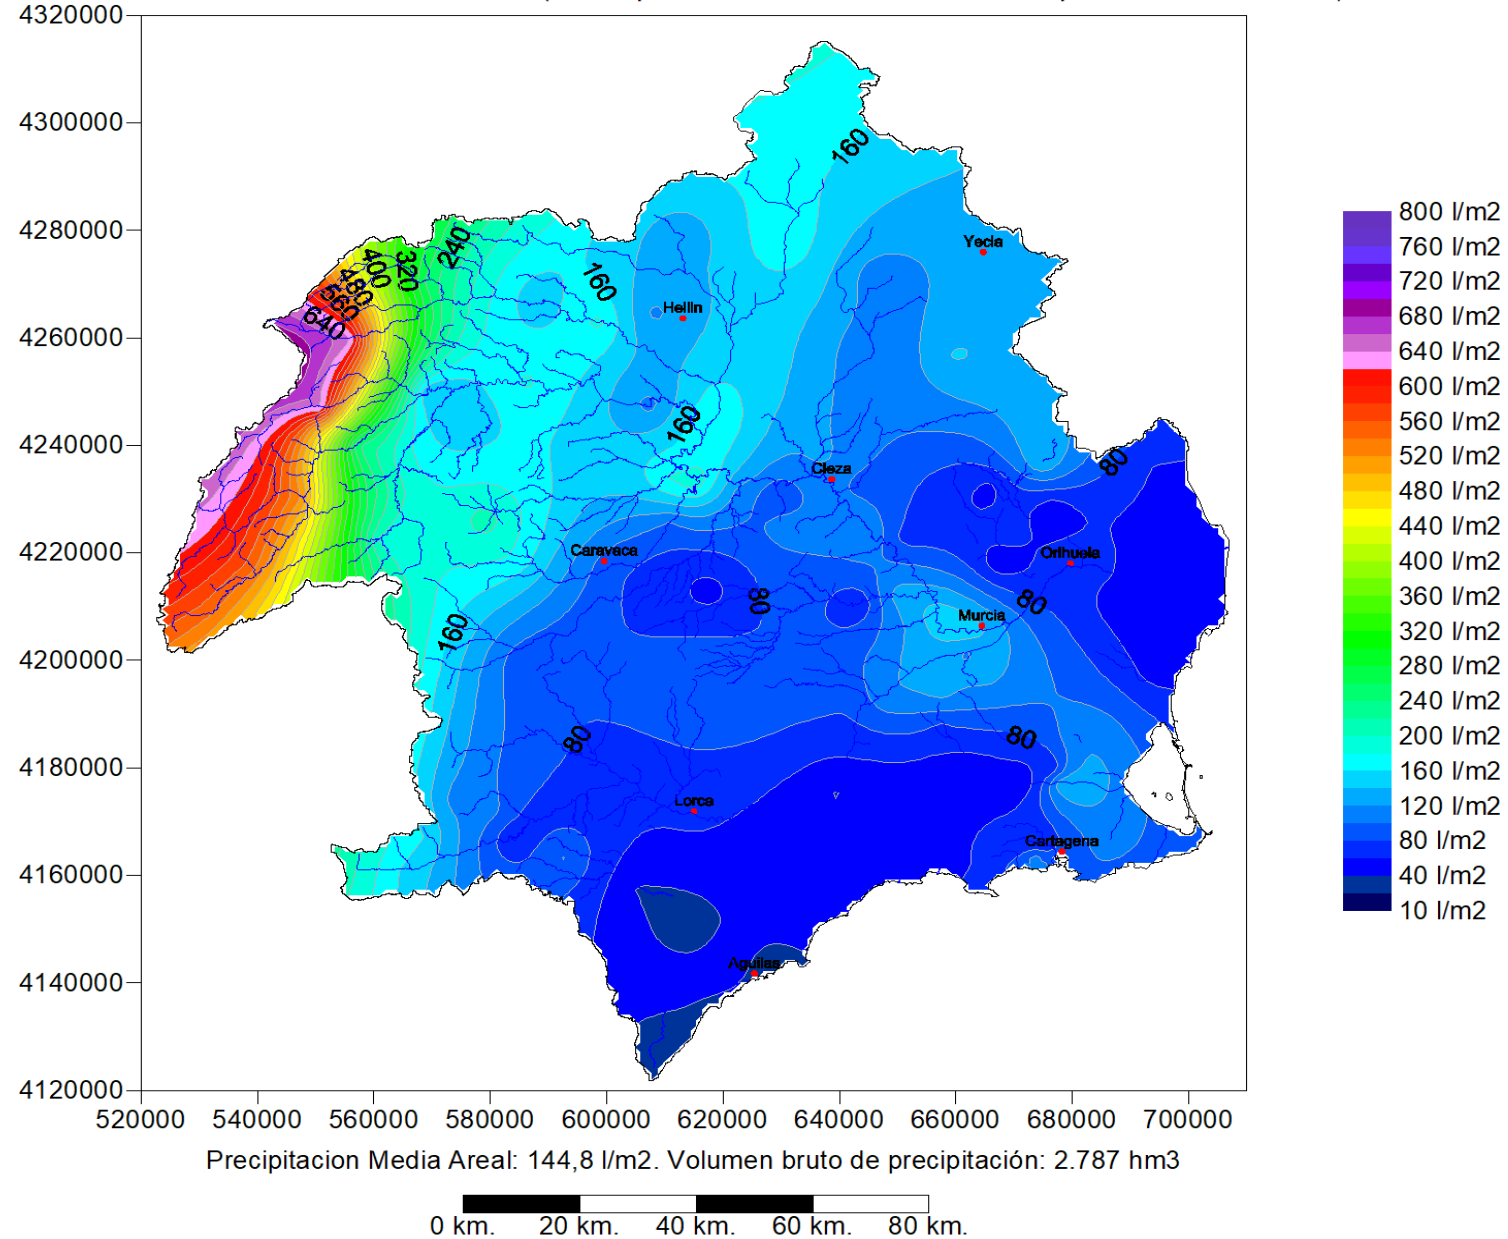 4320000
4300000
160
4280000
240
Yecla
320
400
480
560
640
160
Hellin
4260000
160
4240000
Cieza
80
4220000
Caravaca
Orihuela
80
80
Murcia
160
4200000
80
80
4180000
Lorca
Cartagena
4160000
Aguilas
4140000
4120000
520000 540000 560000 580000 600000 620000 640000 660000 680000 700000
800 l/m2
760 l/m2
720 l/m2
680 l/m2
640 l/m2
600 l/m2
560 l/m2
520 l/m2
480 l/m2
440 l/m2
400 l/m2
360 l/m2
320 l/m2
280 l/m2
240 l/m2
200 l/m2
160 l/m2
120 l/m2
80 l/m2
40 l/m2
10 l/m2
Precipitacion Media Areal: 144,8 l/m2. Volumen bruto de precipitación: 2.787 hm3
0 km. 20 km. 40 km. 60 km. 80 km.